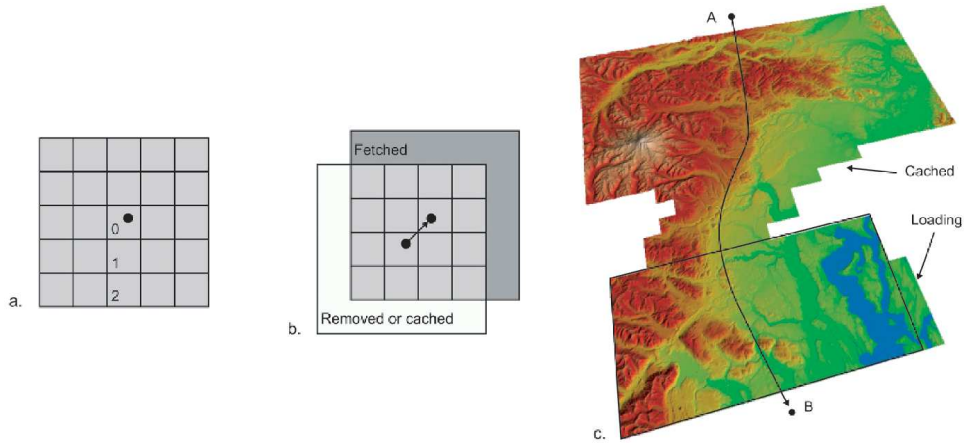 a.
0
1
2
b.
Fetched
Removed or cached
c.
A
Cached
Loading
B